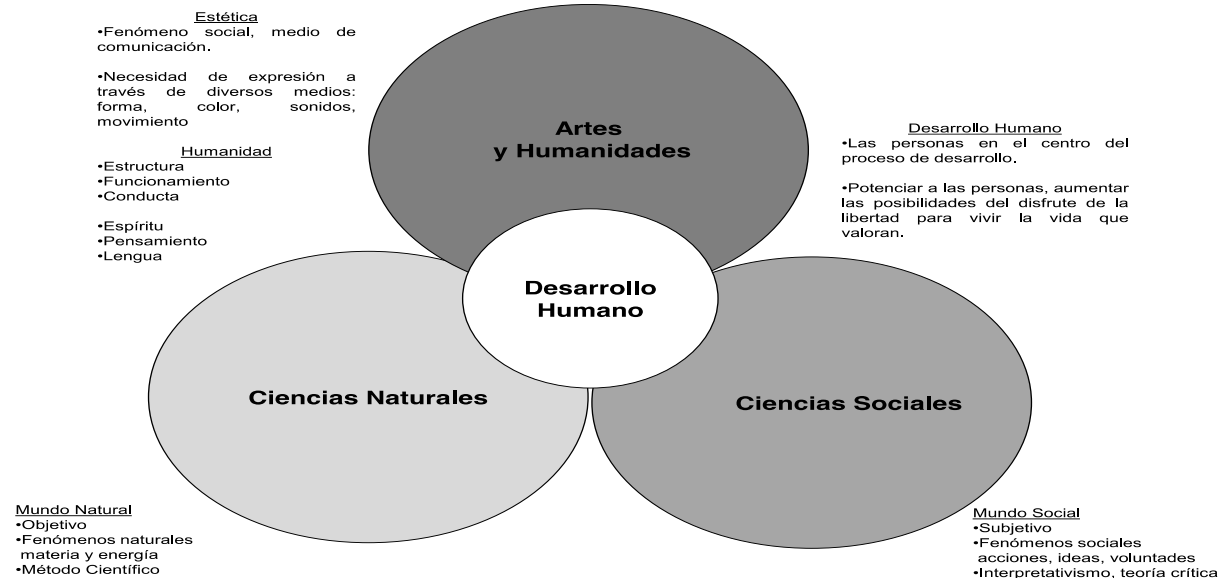 Estética
•Fenómeno social, medio de
comunicación.
•Necesidad de expresión a
través de diversos medios:
forma, color, sonidos,
movimiento
Humanidad
•Estructura
•Funcionamiento
•Conducta
•Espíritu
•Pensamiento
•Lengua
Artes
y Humanidades
Desarrollo Humano
•Las personas en el centro del
proceso de desarrollo.
•Potenciar a las personas, aumentar
las posibilidades del disfrute de la
libertad para vivir la vida que
valoran.
Desarrollo
Humano
Ciencias Naturales
Ciencias Sociales
Mundo Natural
•Objetivo
•Fenómenos naturales
materia y energía
•Método Científico
Mundo Social
•Subjetivo
•Fenómenos sociales
acciones, ideas, voluntades
•Interpretativismo, teoría crítica